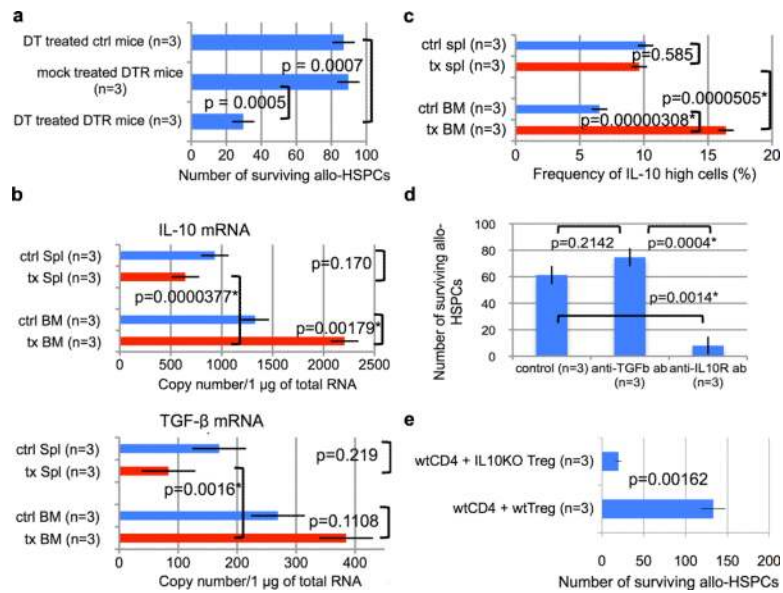 a
DT treated ctrl mice (n=3)
mock treated DTR mice
(n=3)
DT treated DTR mice (n=3)
p = 0.0007
p = 0.0005
0 20 40 60 80 100
Number of surviving allo-HSPCs
b
IL-10 mRNA
ctrl Spl (n=3)
tx Spl (n=3)
ctrl BM (n=3)
tx BM (n=3)
p=0.170
p=0.0000377*
p=0.00179*
0 500 1000 1500 2000 2500
Copy number/1 µg of total RNA
TGF-β mRNA
ctrl Spl (n=3)
tx Spl (n=3)
ctrl BM (n=3)
tx BM (n=3)
p=0.219
p=0.0016*
p=0.1108
0 100 200 300 400
Copy number/1 µg of total RNA
c
ctrl spl (n=3)
tx spl (n=3)
ctrl BM (n=3)
tx BM (n=3)
p=0.585
p=0.0000505*
p=0.00000308*
0 5 10 15 20
Frequency of IL-10 high cells (%)
d
Number of surviving allo-
HSPCs
100
80
60
40
20
0
p=0.2142
p=0.0004*
p=0.0014*
control (n=3) anti-TGFb ab anti-IL10R ab
(n=3) (n=3)
e
wtCD4 + IL10KO Treg (n=3)
p=0.00162
wtCD4 + wtTreg (n=3)
0 50 100 150 200
Number of surviving allo-HSPCs